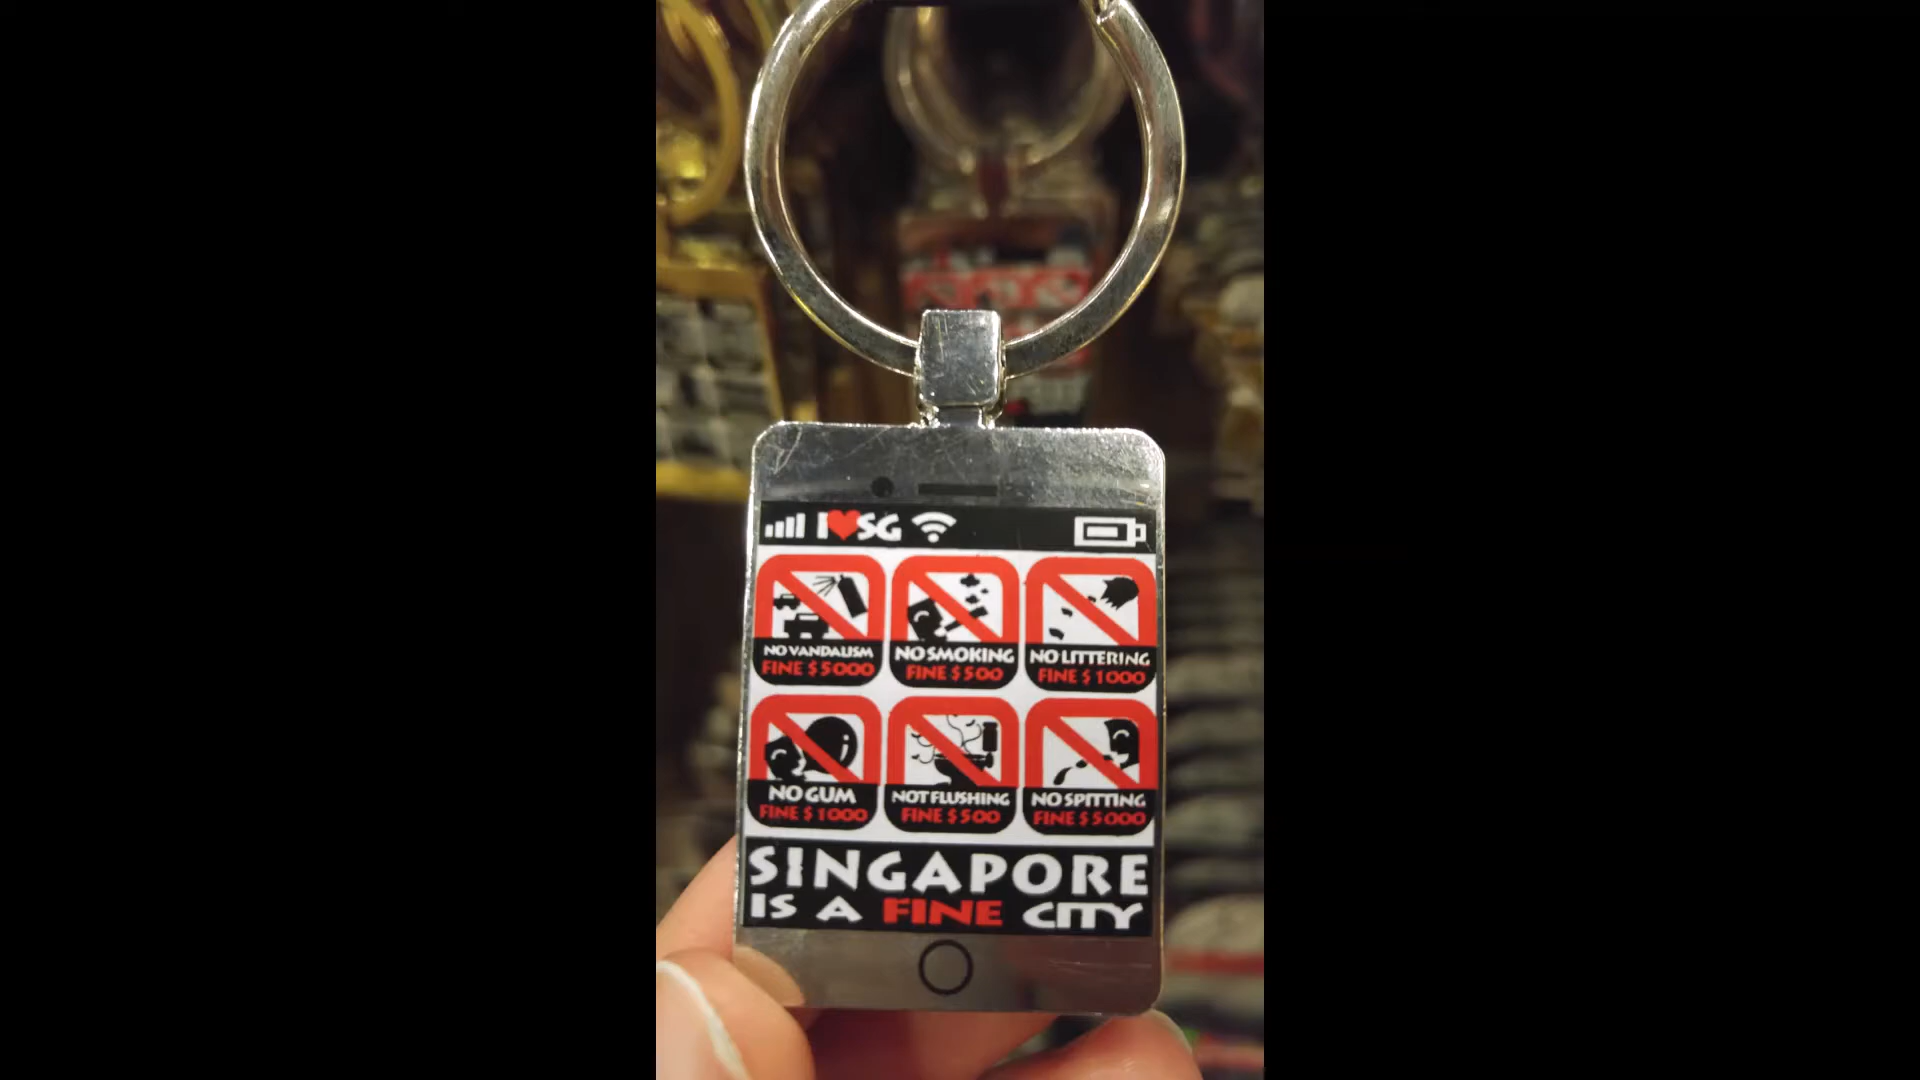 I❤SG
NO VANDALISM
FINE $5000
NO SMOKING
FINE $500
NO LITTERING
FINE $1000
NO GUM
FINE $1000
NOT FLUSHING
FINE $500
NO SPITTING
FINE $5000
SINGAPORE
IS A FINE CITY